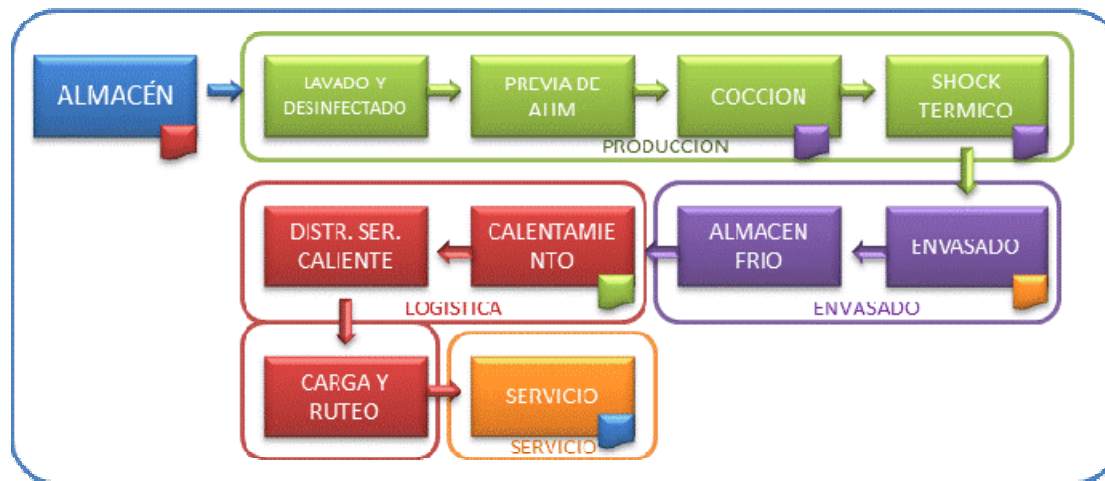 ALMACÉN
LAVADO Y
DESINFECTADO
PREVIA DE
ALIM
COCCION
SHOCK
TERMICO
PRODUCCION
DISTR. SER.
CALIENTE
CALENTAMIE
NTO
ALMACEN
FRIO
ENVASADO
LOGISTICA
ENVASADO
CARGA Y
RUTEO
SERVICIO
SERVICIO